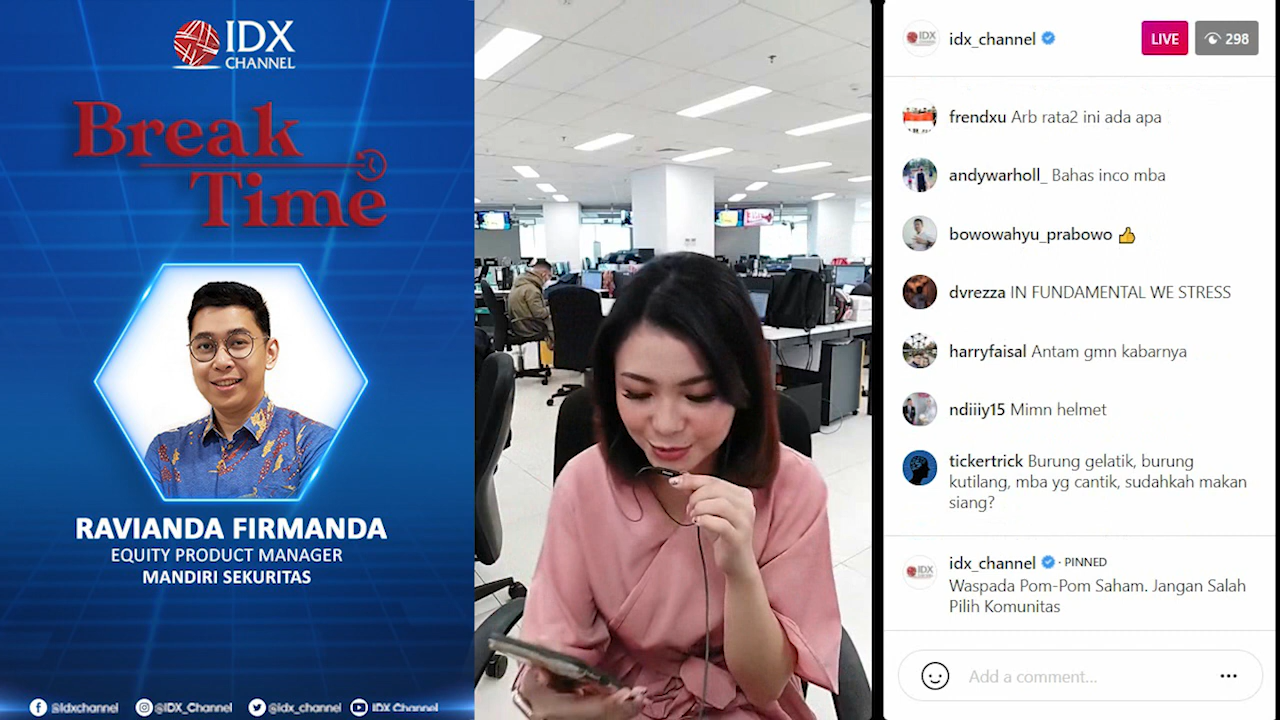 IDX
CHANNEL
Break
Time
RAVIANDA FIRMANDA
EQUITY PRODUCT MANAGER
MANDIRI SEKURITAS
@idxchannel @IDX_Channel @idx_channel IDX Channel
idx_channel LIVE 298
frendxu Arb rata2 ini ada apa
andywarholl_ Bahas inco mba
bowowahyu_prabowo 👍
dvrezza IN FUNDAMENTAL WE STRESS
harryfaisal Antam gmn kabarnya
ndiiiy15 Mimn helmet
tickertrick Burung gelatik, burung
kutilang, mba yg cantik, sudahkah makan
siang?
idx_channel · PINNED
Waspada Pom-Pom Saham. Jangan Salah
Pilih Komunitas
Add a comment...